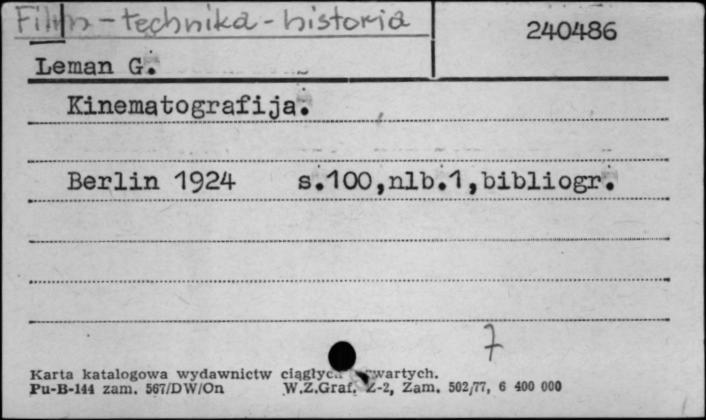 Film - technika - historia
240486
Leman G.
Kinematografija.
Berlin 1924 s.100,nlb.1,bibliogr.
7
Karta katalogowa wydawnictw ciągłych i zwartych.
Pu-B-144 zam. 567/DW/On W.Z.Graf. Z-2, Zam. 502/77, 6 400 000